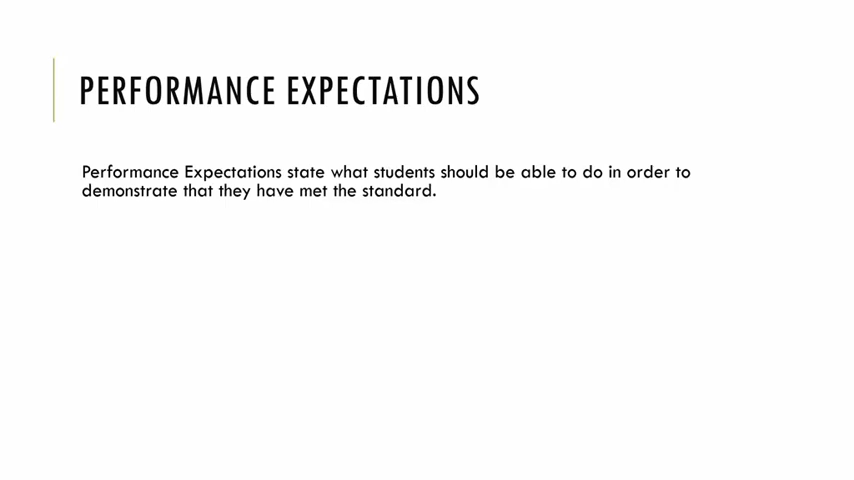 PERFORMANCE EXPECTATIONS
Performance Expectations state what students should be able to do in order to
demonstrate that they have met the standard.